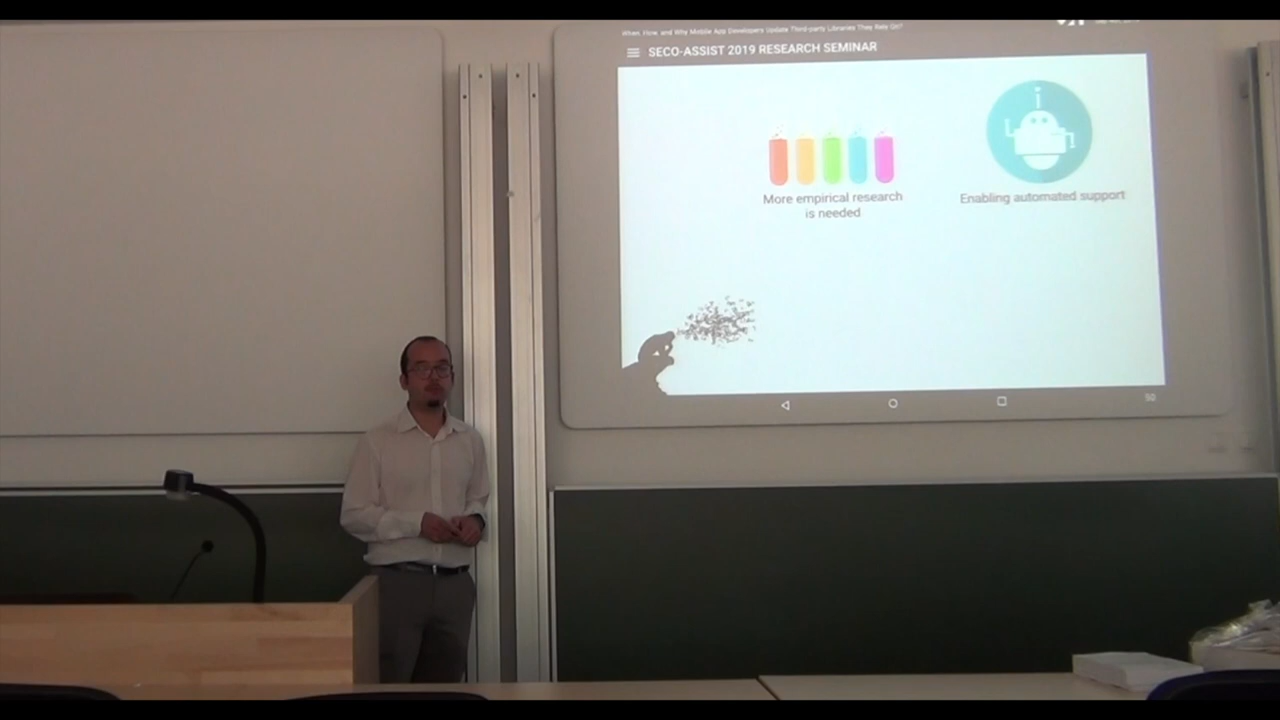 When, How, and Why Mobile App Developers Update Third-party Libraries They Rely On?
SECO-ASSIST 2019 RESEARCH SEMINAR
More empirical research
is needed
Enabling automated support
50